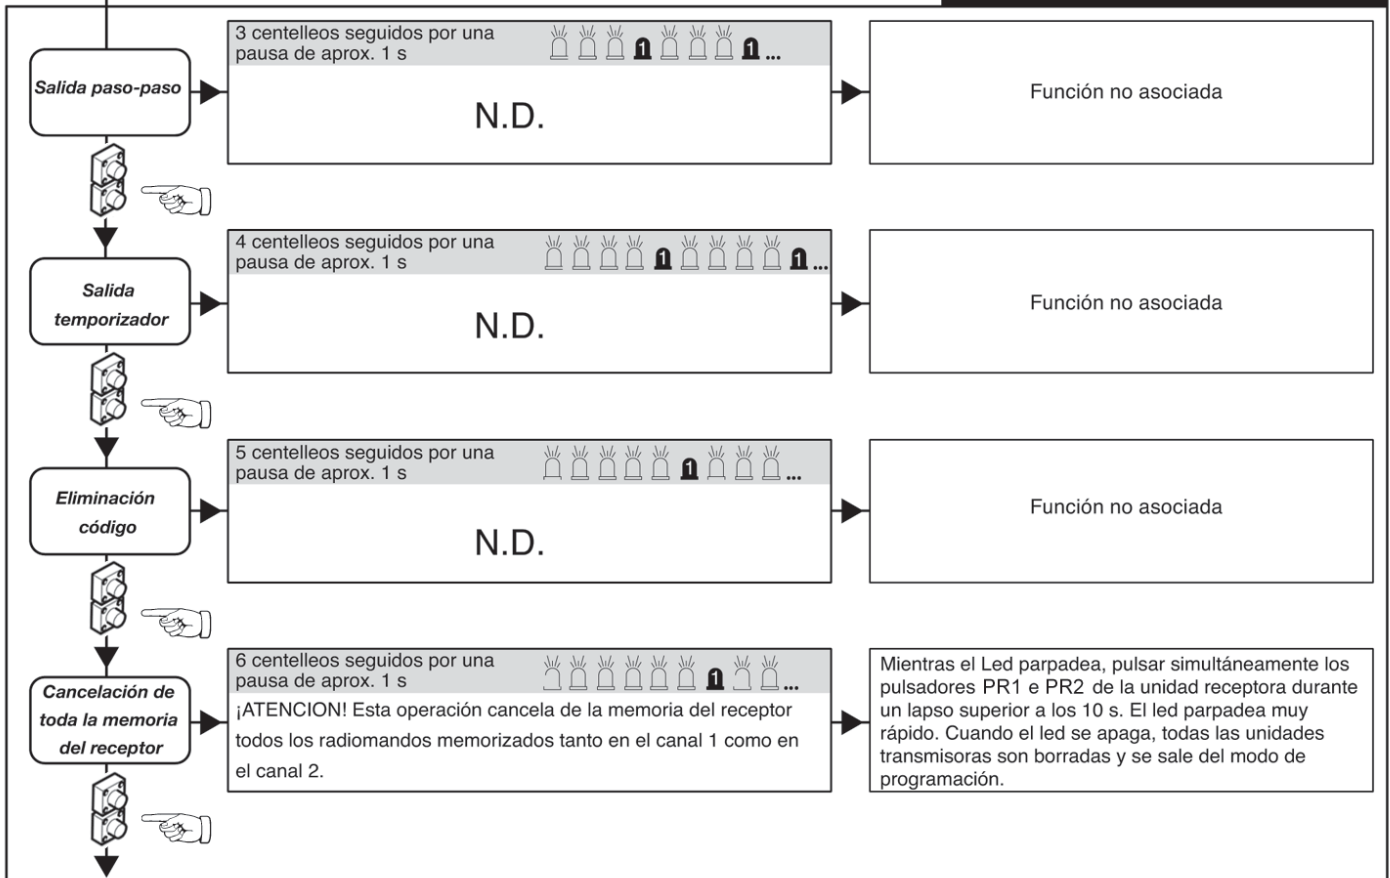 Salida paso-paso
3 centelleos seguidos por una
pausa de aprox. 1 s
1 1 ...
N.D.
Función no asociada
Salida
temporizador
4 centelleos seguidos por una
pausa de aprox. 1 s
1 1 ...
N.D.
Función no asociada
Eliminación
código
5 centelleos seguidos por una
pausa de aprox. 1 s
1 ...
N.D.
Función no asociada
Cancelación de
toda la memoria
del receptor
6 centelleos seguidos por una
pausa de aprox. 1 s
1 ...
¡ATENCION! Esta operación cancela de la memoria del receptor
todos los radiomandos memorizados tanto en el canal 1 como en
el canal 2.
Mientras el Led parpadea, pulsar simultáneamente los
pulsadores PR1 e PR2 de la unidad receptora durante
un lapso superior a los 10 s. El led parpadea muy
rápido. Cuando el led se apaga, todas las unidades
transmisoras son borradas y se sale del modo de
programación.